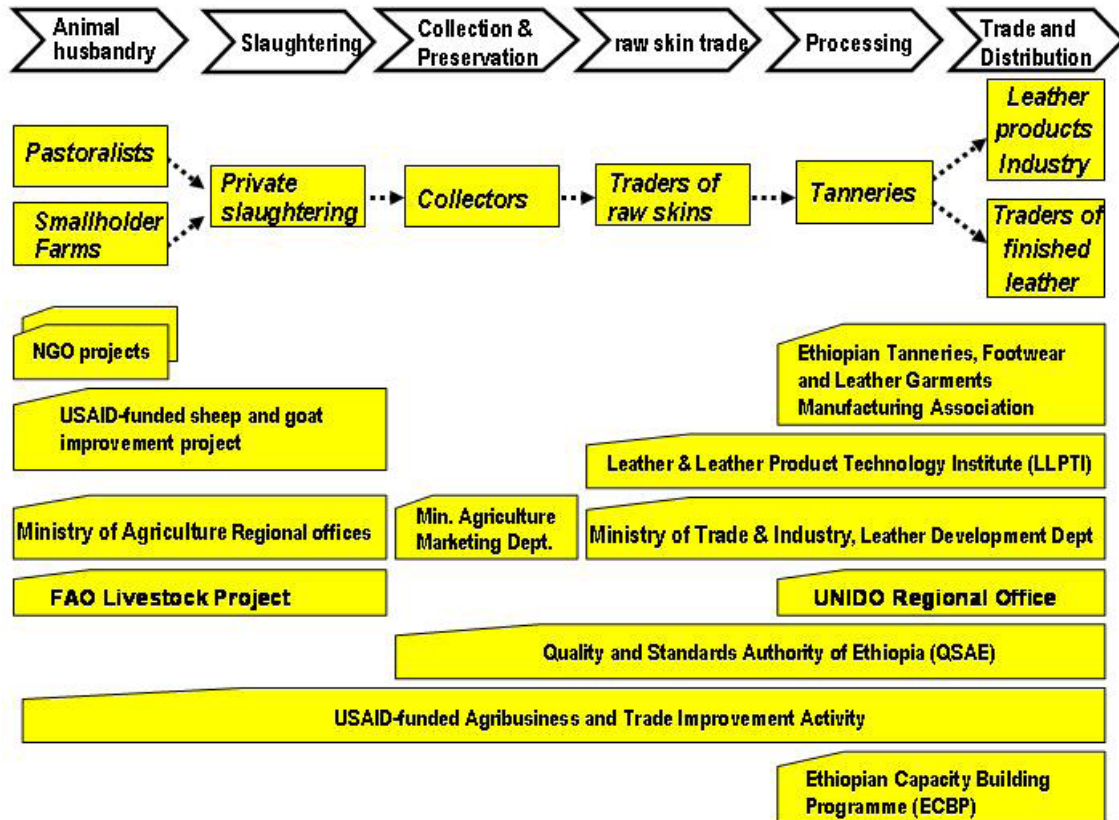 Animal
husbandry
Slaughtering
Collection &
Preservation
raw skin trade
Processing
Trade and
Distribution
Pastoralists
Smallholder
Farms
Private
slaughtering
Collectors
Traders of
raw skins
Tanneries
Leather
products
Industry
Traders of
finished
leather
NGO projects
Ethiopian Tanneries, Footwear
and Leather Garments
Manufacturing Association
USAID-funded sheep and goat
improvement project
Leather & Leather Product Technology Institute (LLPTI)
Ministry of Agriculture Regional offices
Min. Agriculture
Marketing Dept.
Ministry of Trade & Industry, Leather Development Dept
FAO Livestock Project
UNIDO Regional Office
Quality and Standards Authority of Ethiopia (QSAE)
USAID-funded Agribusiness and Trade Improvement Activity
Ethiopian Capacity Building
Programme (ECBP)